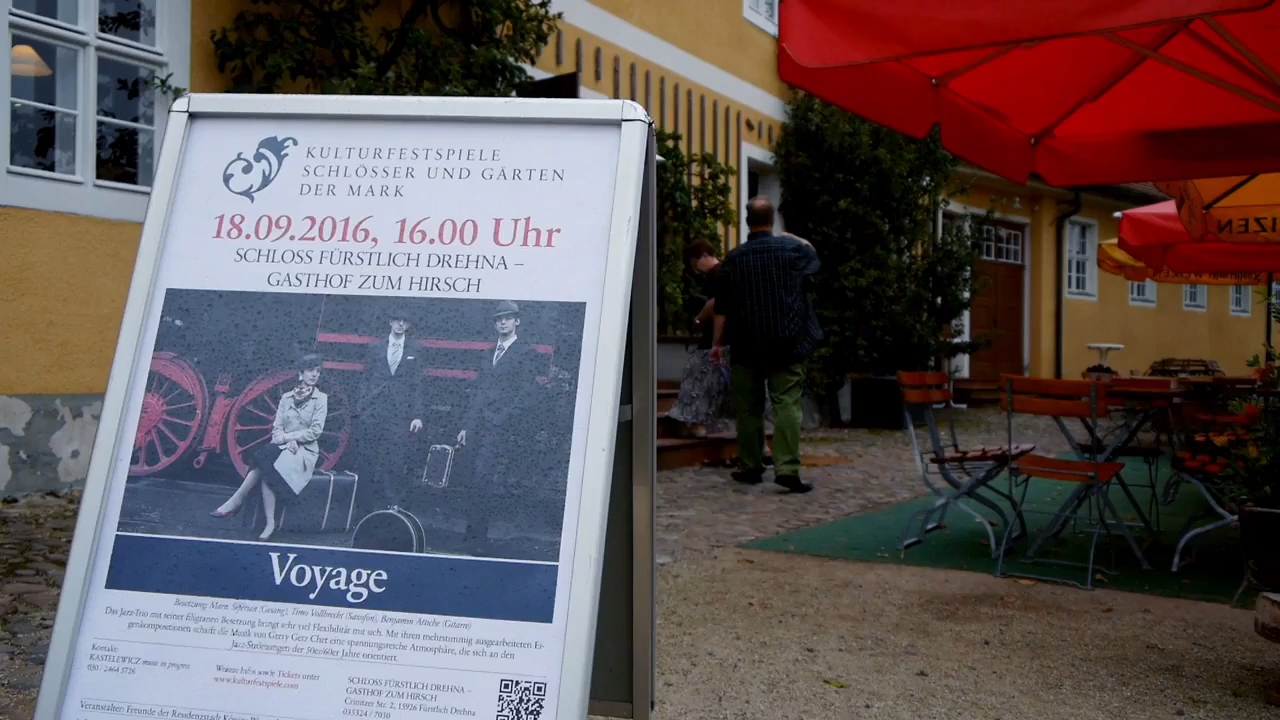 KULTURFESTSPIELE
SCHLÖSSER UND GÄRTEN
DER MARK
18.09.2016, 16.00 Uhr
SCHLOSS FÜRSTLICH DREHNA –
GASTHOF ZUM HIRSCH
Voyage
Besetzung: (Gesang), Timo Vollbrecht (Saxofon), Benjamin (Gitarre)
Das Jazz-Trio mit seiner filigranen Besetzung bringt sehr viel Flexibilität mit sich. Mit ihren mehrstimmig ausgearbeiteten Ei-
genkompositionen schafft die Musik von Gerry Getz Chet eine spannungsreiche Atmosphäre, die sich an den
Jazz-Strömungen der 50er/60er Jahre orientiert.
Kontakt:
KASTELEWICZ music in progress
030 / 2464 3726
Weitere Infos sowie Tickets unter
www.kulturfestspiele.com
SCHLOSS FÜRSTLICH DREHNA –
GASTHOF ZUM HIRSCH
Crinitzer Str. 2, 15926 Fürstlich Drehna
035324 / 7030
Veranstalter: Freunde der Residenzstadt
IZEN